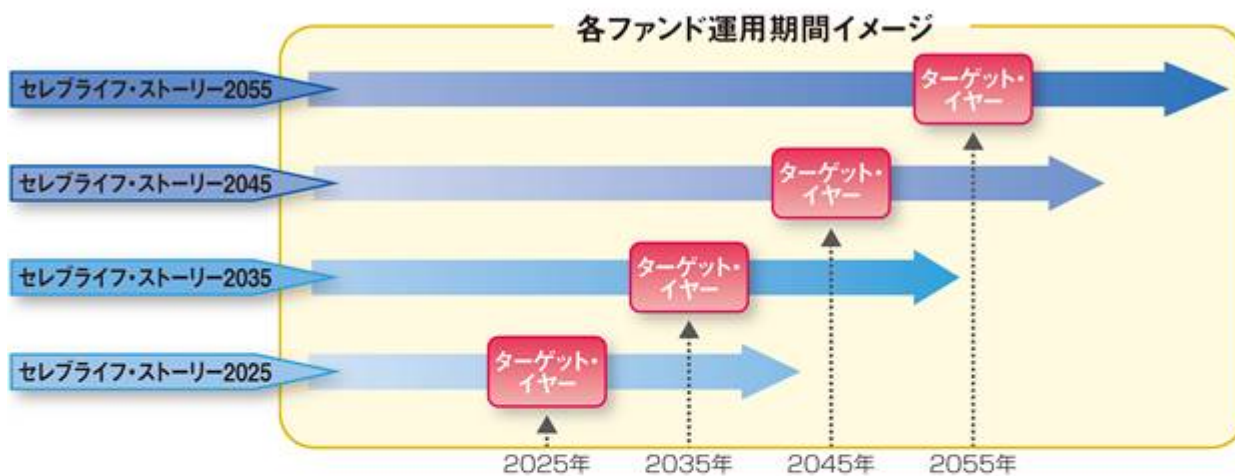 各ファンド運用期間イメージ
セレブライフ・ストーリー2055
ターゲット・
イヤー
セレブライフ・ストーリー2045
ターゲット・
イヤー
セレブライフ・ストーリー2035
ターゲット・
イヤー
セレブライフ・ストーリー2025
ターゲット・
イヤー
2025年 2035年 2045年 2055年